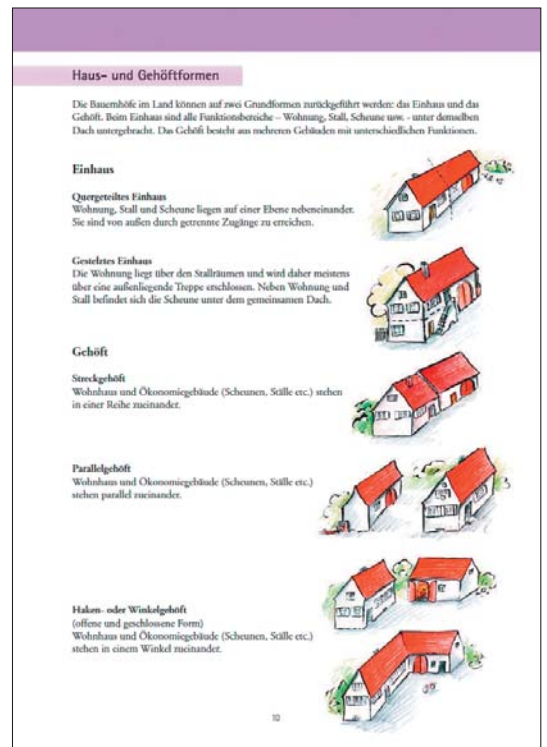 Haus- und Gehöftformen
Die Bauernhöfe im Land können auf zwei Grundformen zurückgeführt werden: das Einhaus und das
Gehöft. Beim Einhaus sind alle Funktionsbereiche – Wohnung, Stall, Scheune usw. - unter demselben
Dach untergebracht. Das Gehöft besteht aus mehreren Gebäuden mit unterschiedlichen Funktionen.
Einhaus
Quergeteiltes Einhaus
Wohnung, Stall und Scheune liegen auf einer Ebene nebeneinander.
Sie sind von außen durch getrennte Zugänge zu erreichen.
Gestelztes Einhaus
Die Wohnung liegt über den Stallräumen und wird daher meistens
über eine außenliegende Treppe erschlossen. Neben Wohnung und
Stall befindet sich die Scheune unter dem gemeinsamen Dach.
Gehöft
Streckgehöft
Wohnhaus und Ökonomiegebäude (Scheunen, Ställe etc.) stehen
in einer Reihe zueinander.
Parallelgehöft
Wohnhaus und Ökonomiegebäude (Scheunen, Ställe etc.)
stehen parallel zueinander.
Haken- oder Winkelgehöft
(offene und geschlossene Form)
Wohnhaus und Ökonomiegebäude (Scheunen, Ställe etc.)
stehen in einem Winkel zueinander.
10